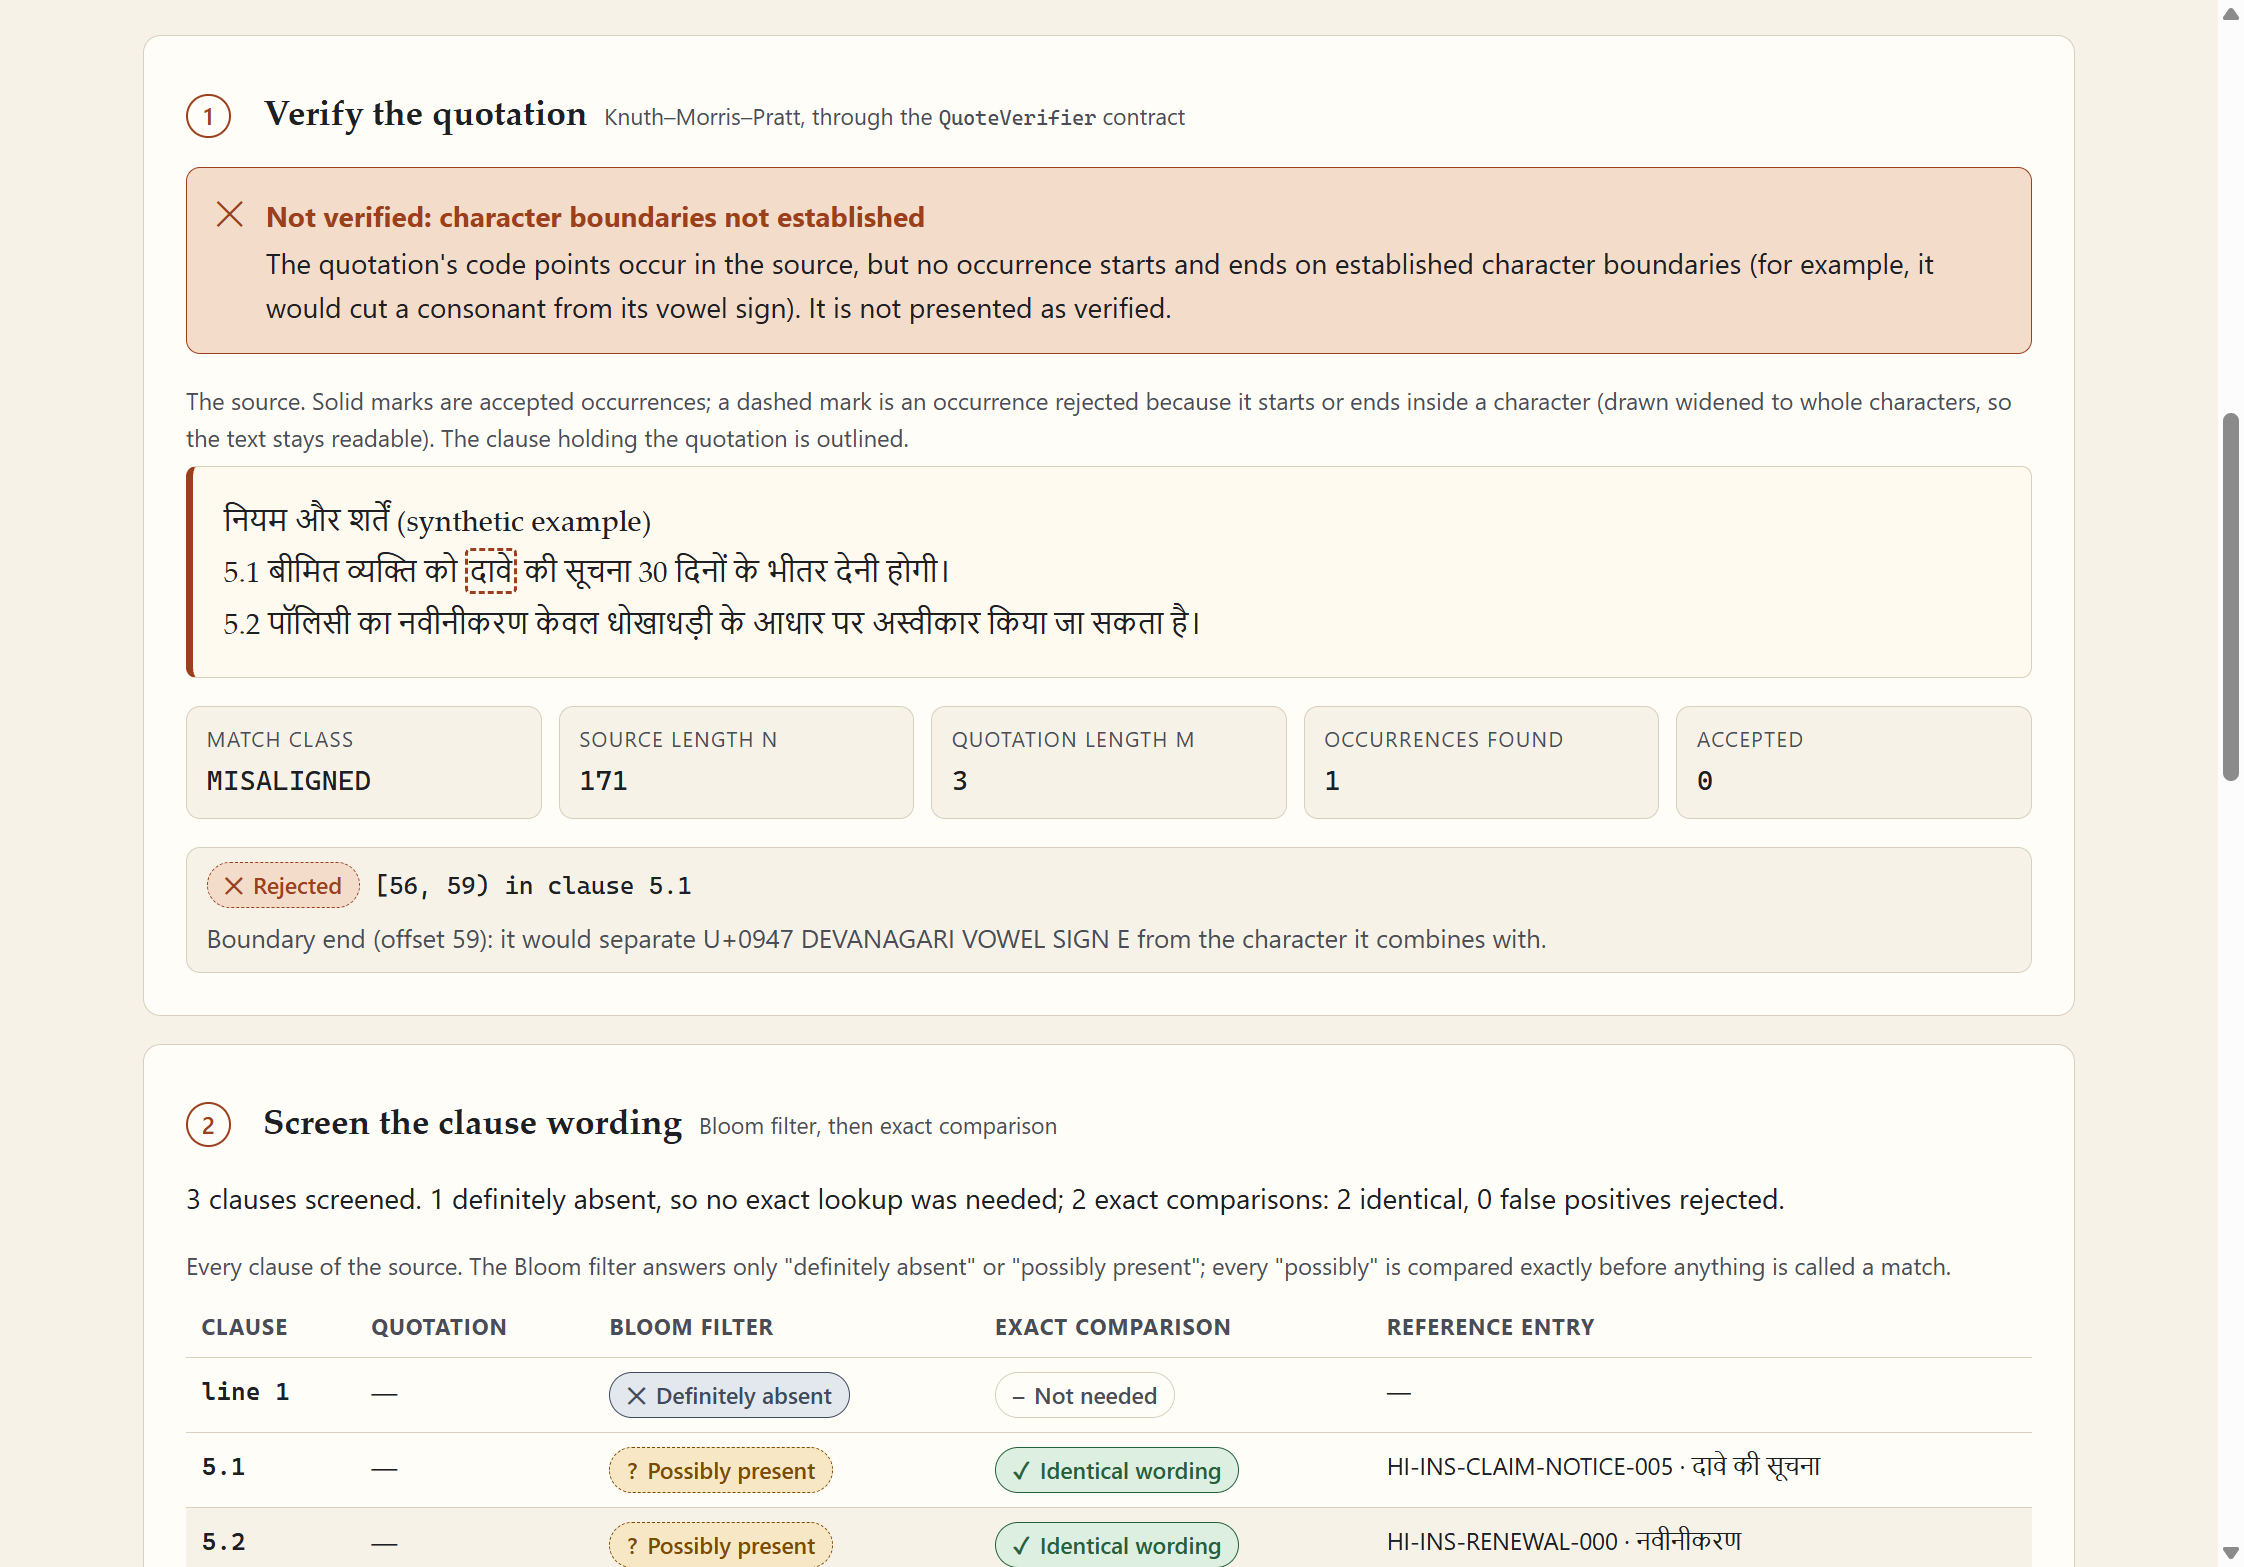 1 Verify the quotation Knuth–Morris–Pratt, through the QuoteVerifier contract
Not verified: character boundaries not established
The quotation's code points occur in the source, but no occurrence starts and ends on established character boundaries (for example, it
would cut a consonant from its vowel sign). It is not presented as verified.
The source. Solid marks are accepted occurrences; a dashed mark is an occurrence rejected because it starts or ends inside a character (drawn widened to whole characters, so
the text stays readable). The clause holding the quotation is outlined.
नियम और शर्तें (synthetic example)
5.1 बीमित व्यक्ति को दावे की सूचना 30 दिनों के भीतर देनी होगी।
5.2 पॉलिसी का नवीनीकरण केवल धोखाधड़ी के आधार पर अस्वीकार किया जा सकता है।
MATCH CLASS SOURCE LENGTH N QUOTATION LENGTH M OCCURRENCES FOUND ACCEPTED
MISALIGNED 171 3 1 0
Rejected [56, 59) in clause 5.1
Boundary end (offset 59): it would separate U+0947 DEVANAGARI VOWEL SIGN E from the character it combines with.
2 Screen the clause wording Bloom filter, then exact comparison
3 clauses screened. 1 definitely absent, so no exact lookup was needed; 2 exact comparisons: 2 identical, 0 false positives rejected.
Every clause of the source. The Bloom filter answers only "definitely absent" or "possibly present"; every "possibly" is compared exactly before anything is called a match.
CLAUSE QUOTATION BLOOM FILTER EXACT COMPARISON REFERENCE ENTRY
line 1 — Definitely absent – Not needed —
5.1 — ? Possibly present ✓ Identical wording HI-INS-CLAIM-NOTICE-005 · दावे की सूचना
5.2 — ? Possibly present ✓ Identical wording HI-INS-RENEWAL-000 · नवीनीकरण